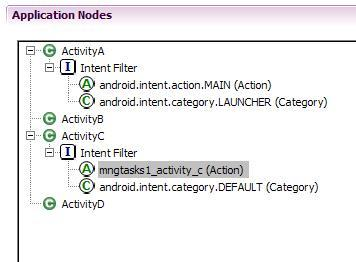 Application Nodes
ActivityA
Intent Filter
android.intent.action.MAIN (Action)
android.intent.category.LAUNCHER (Category)
ActivityB
ActivityC
Intent Filter
mngtasks1_activity_c (Action)
android.intent.category.DEFAULT (Category)
ActivityD